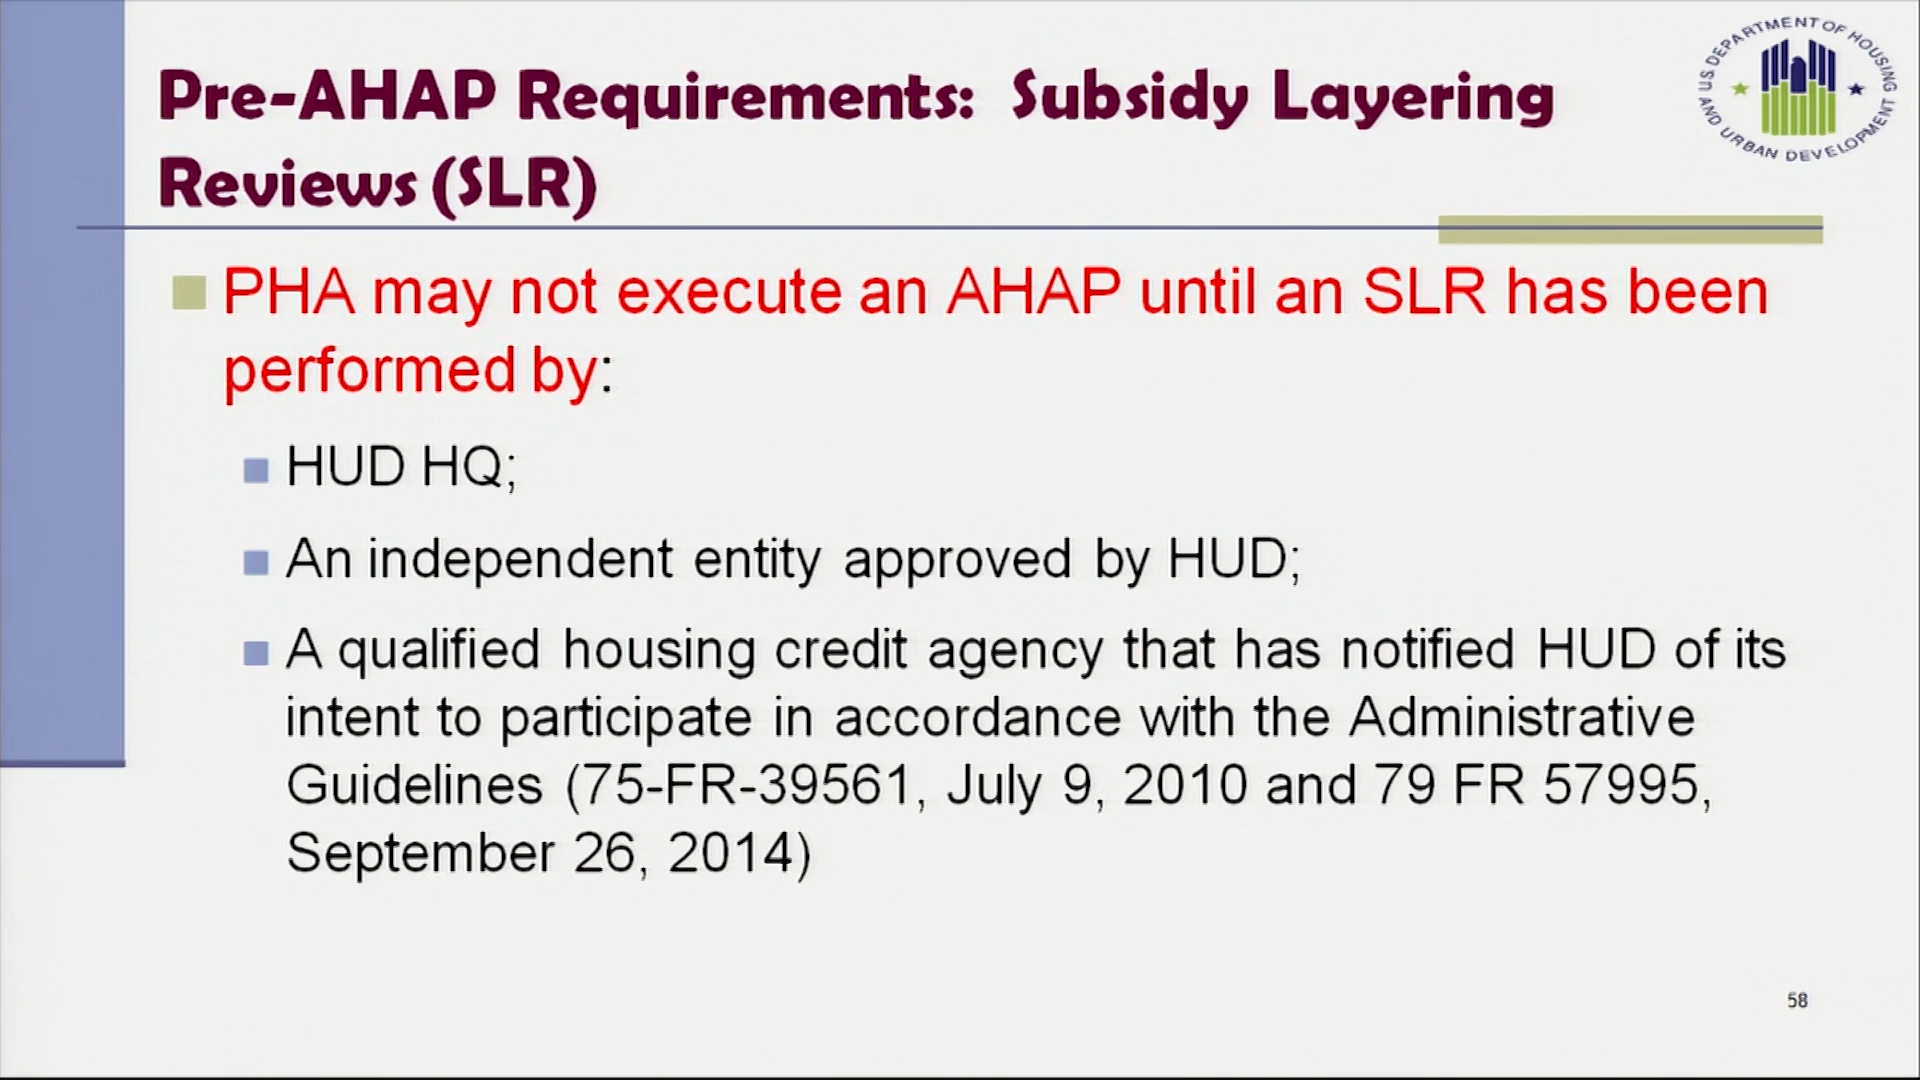 Pre-AHAP Requirements: Subsidy Layering
Reviews (SLR)
U.S. DEPARTMENT OF HOUSING
AND URBAN DEVELOPMENT
PHA may not execute an AHAP until an SLR has been
performed by:
HUD HQ;
An independent entity approved by HUD;
A qualified housing credit agency that has notified HUD of its
intent to participate in accordance with the Administrative
Guidelines (75-FR-39561, July 9, 2010 and 79 FR 57995,
September 26, 2014)
58